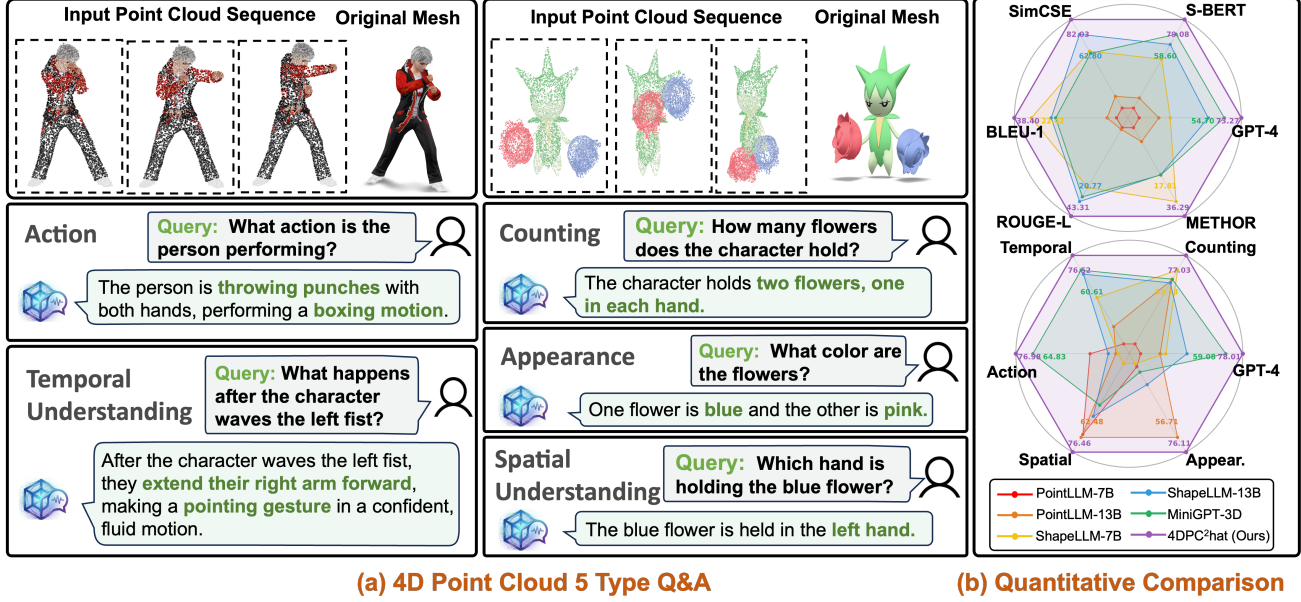 Input Point Cloud Sequence
Original Mesh
Action
Query: What action is the
person performing?
The person is throwing punches with
both hands, performing a boxing motion.
Temporal
Understanding
Query: What happens
after the character
waves the left fist?
After the character waves the left fist,
they extend their right arm forward,
making a pointing gesture in a confident,
fluid motion.
Input Point Cloud Sequence
Original Mesh
Counting
Query: How many flowers
does the character hold?
The character holds two flowers, one
in each hand.
Appearance
Query: What color are
the flowers?
One flower is blue and the other is pink.
Spatial
Understanding
Query: Which hand is
holding the blue flower?
The blue flower is held in the left hand.
(a) 4D Point Cloud 5 Type Q&A
SimCSE
S-BERT
82.03
79.08
62.80
58.60
38.40
54.70
73.27
BLEU-1
GPT-4
20.77
17.81
43.31
36.29
ROUGE-L
METHOR
Temporal
Counting
76.52
77.03
60.61
76.98
64.83
59.08
78.01
Action
GPT-4
62.48
56.71
76.46
76.11
Spatial
Appear.
PointLLM-7B
ShapeLLM-13B
PointLLM-13B
MiniGPT-3D
ShapeLLM-7B
4DPC²hat (Ours)
(b) Quantitative Comparison